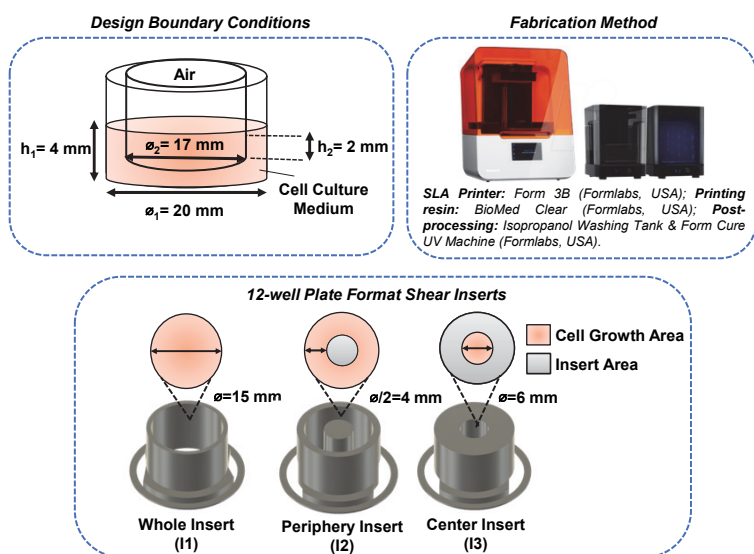 Design Boundary Conditions
Air
h1= 4 mm
ø2= 17 mm
h2= 2 mm
Cell Culture
Medium
ø1= 20 mm
Fabrication Method
SLA Printer: Form 3B (Formlabs, USA); Printing
resin: BioMed Clear (Formlabs, USA); Post-
processing: Isopropanol Washing Tank & Form Cure
UV Machine (Formlabs, USA).
12-well Plate Format Shear Inserts
Cell Growth Area
Insert Area
ø=15 mm
ø/2=4 mm
ø=6 mm
Whole Insert
(I1)
Periphery Insert
(I2)
Center Insert
(I3)